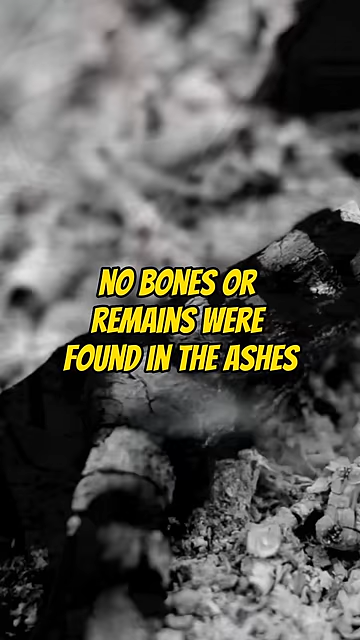 NO BONES OR
REMAINS WERE
FOUND IN THE ASHES